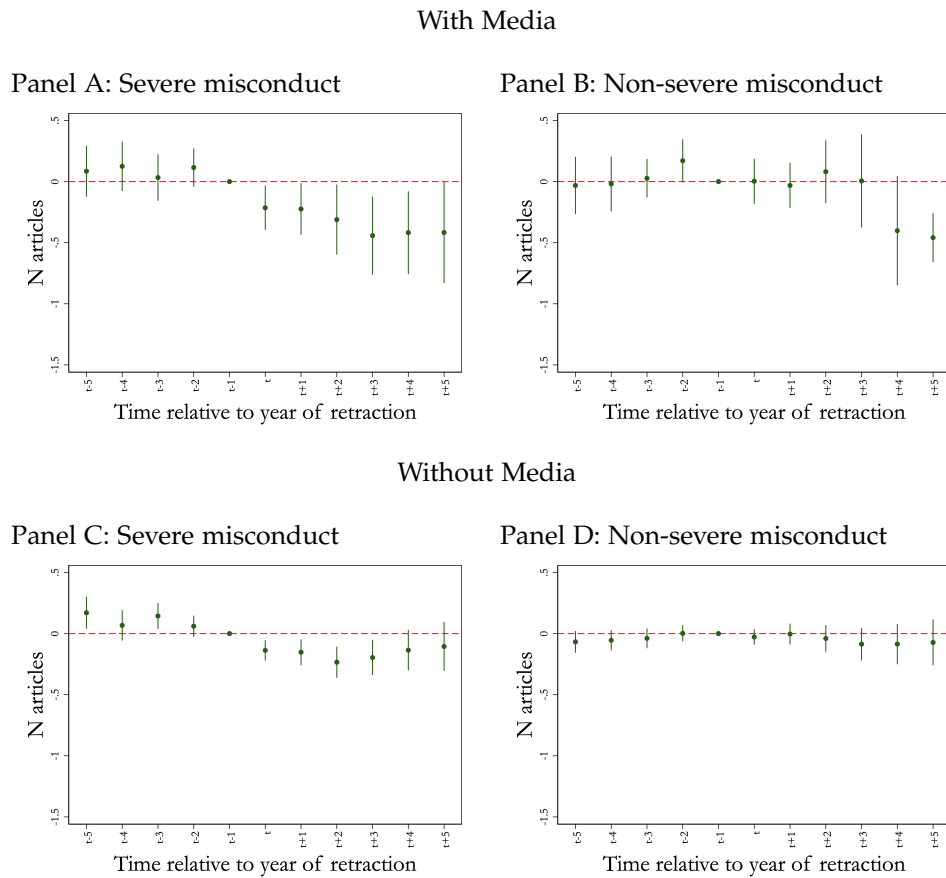 With Media
Panel A: Severe misconduct
Panel B: Non-severe misconduct
N articles
.5
0
-.5
-1
-1.5
t-5 t-4 t-3 t-2 t-1 t t+1 t+2 t+3 t+4 t+5
Time relative to year of retraction
N articles
.5
0
-.5
-1
-1.5
t-5 t-4 t-3 t-2 t-1 t t+1 t+2 t+3 t+4 t+5
Time relative to year of retraction
Without Media
Panel C: Severe misconduct
Panel D: Non-severe misconduct
N articles
.5
0
-.5
-1
-1.5
t-5 t-4 t-3 t-2 t-1 t t+1 t+2 t+3 t+4 t+5
Time relative to year of retraction
N articles
.5
0
-.5
-1
-1.5
t-5 t-4 t-3 t-2 t-1 t t+1 t+2 t+3 t+4 t+5
Time relative to year of retraction